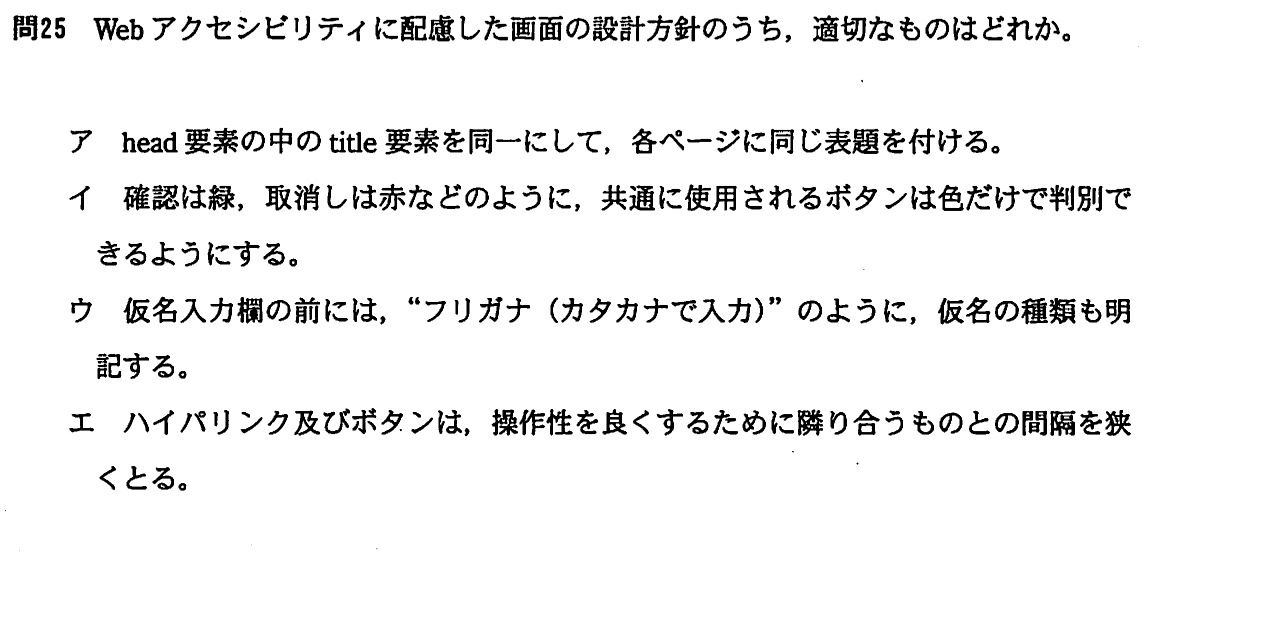 問25 Webアクセシビリティに配慮した画面の設計方針のうち，適切なものはどれか。
ア head要素の中のtitle要素を同一にして，各ページに同じ表題を付ける。
イ 確認は緑，取消しは赤などのように，共通に使用されるボタンは色だけで判別で
きるようにする。
ウ 仮名入力欄の前には，“フリガナ（カタカナで入力）”のように，仮名の種類も明
記する。
エ ハイパリンク及びボタンは，操作性を良くするために隣り合うものとの間隔を狭
くとる。